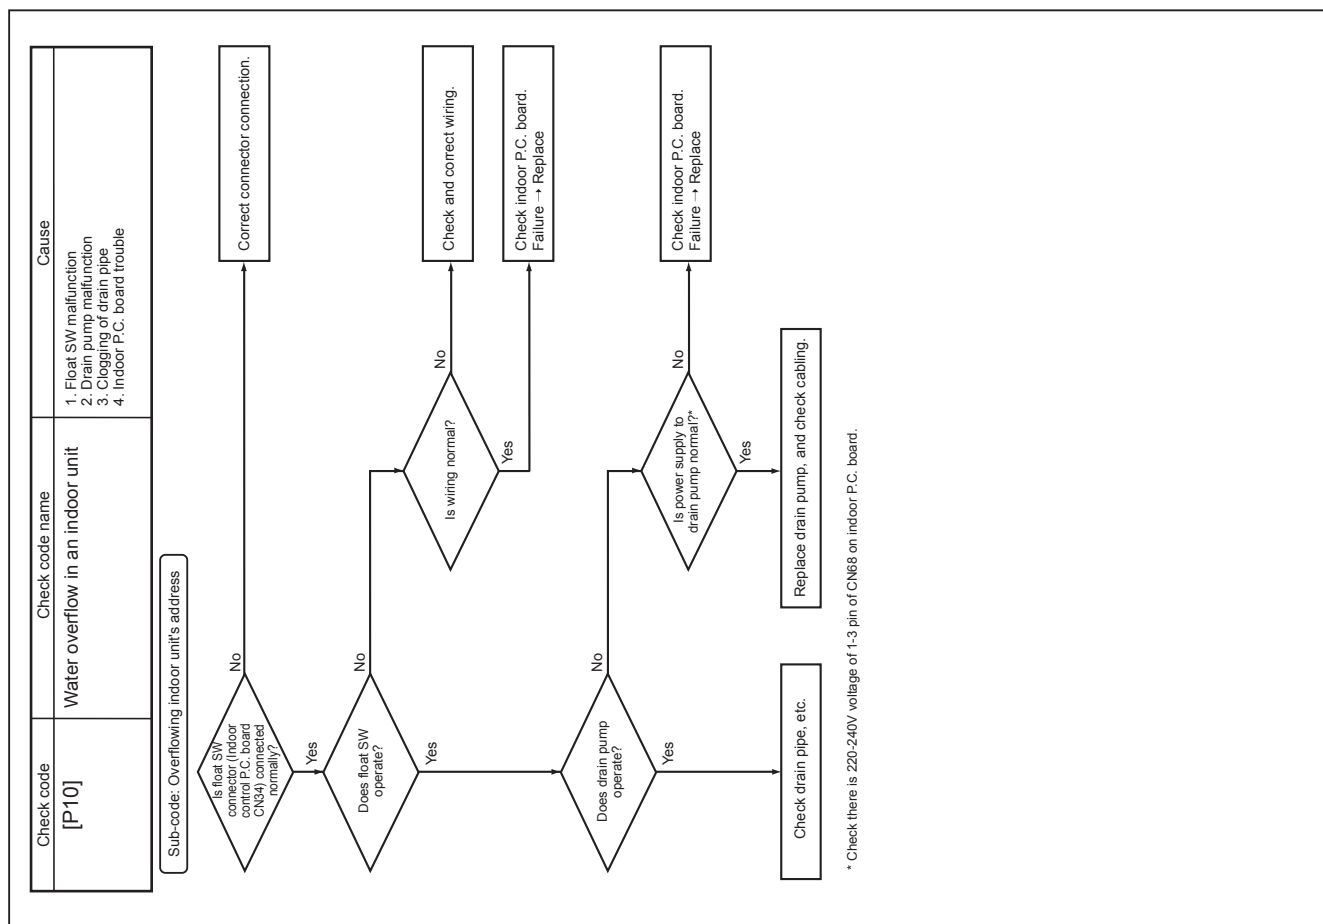 Check code
Check code name
Cause
[P10]
Water overflow in an indoor unit
1. Float SW malfunction
2. Drain pump malfunction
3. Clogging of drain pipe
4. Indoor P.C. board trouble
Sub-code: Overflowing indoor unit's address
Is float SW
connector (Indoor
control P.C. board
CN34) connected
normally?
No
Correct connector connection.
Yes
Does float SW
operate?
No
Is wiring normal?
No
Check and correct wiring.
Yes
Check indoor P.C. board.
Failure → Replace
Yes
Does drain pump
operate?
No
Is power supply to
drain pump normal?*
No
Check indoor P.C. board.
Failure → Replace
Yes
Yes
Check drain pipe, etc.
Replace drain pump, and check cabling.
* Check there is 220-240V voltage of 1-3 pin of CN68 on indoor P.C. board.